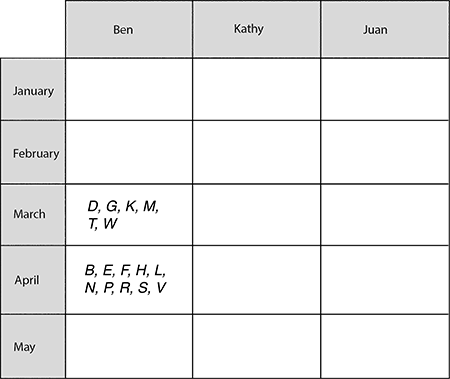 Ben Kathy Juan
January
February
March D, G, K, M,
T, W
April B, E, F, H, L,
N, P, R, S, V
May